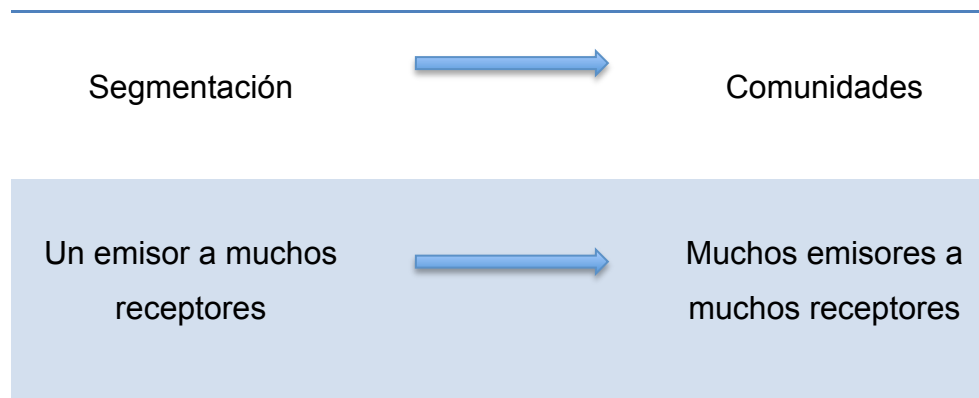 Segmentación
Comunidades
Un emisor a muchos
receptores
Muchos emisores a
muchos receptores